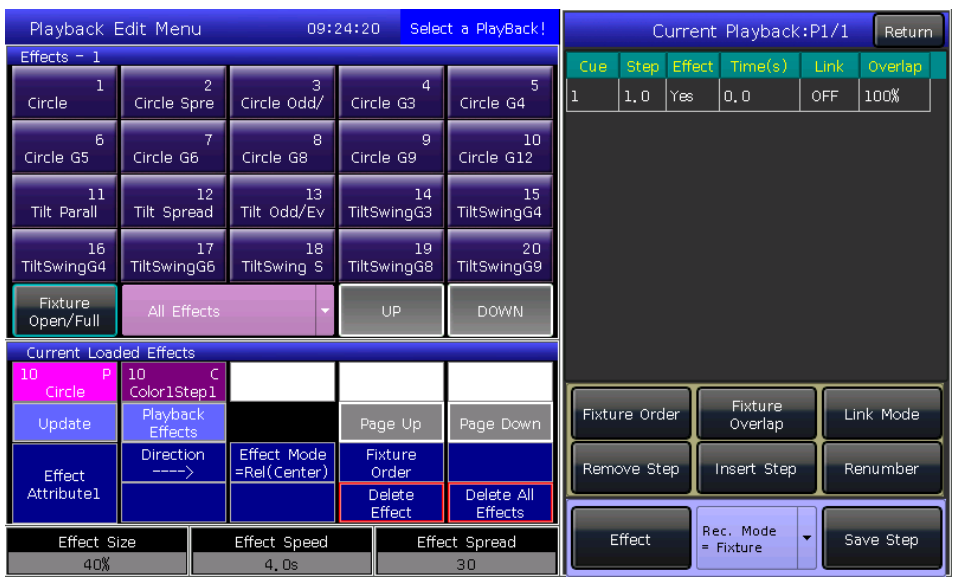 Playback Edit Menu 09:24:20 Select a PlayBack!
Effects - 1
1 2 3 4 5
Circle Circle Spre Circle Odd/ Circle G3 Circle G4
6 7 8 9 10
Circle G5 Circle G6 Circle G8 Circle G9 Circle G12
11 12 13 14 15
Tilt Parall Tilt Spread Tilt Odd/Ev TiltSwingG3 TiltSwingG4
16 17 18 19 20
TiltSwingG4 TiltSwingG6 TiltSwing S TiltSwingG8 TiltSwingG9
Fixture
Open/Full All Effects UP DOWN
Current Loaded Effects
10 P 10 C
Circle Color1Step1
Update Playback
Effects Page Up Page Down
Effect
Attribute1
Direction
---->
Effect Mode
=Rel(Center)
Fixture
Order
Delete
Effect
Delete All
Effects
Effect Size Effect Speed Effect Spread
40% 4.0s 30
Current Playback:P1/1 Return
Cue Step Effect Time(s) Link Overlap
1 1.0 Yes 0.0 OFF 100%
Fixture Order Fixture
Overlap Link Mode
Remove Step Insert Step Renumber
Effect Rec. Mode
= Fixture Save Step